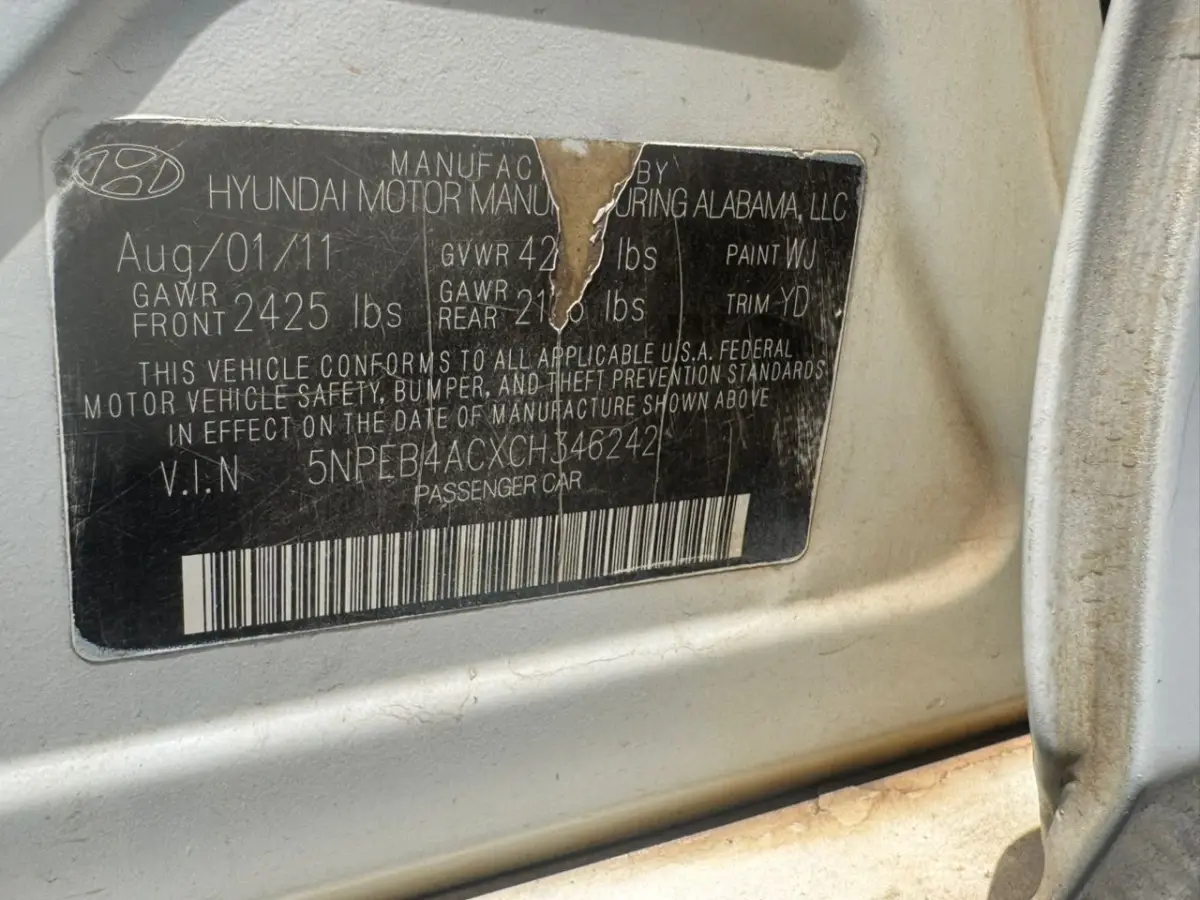 MANUFAC BY
HYUNDAI MOTOR MANU URING ALABAMA, LLC
Aug/01/11 GVWR 42 lbs PAINT WJ
GAWR FRONT 2425 lbs GAWR REAR lbs TRIM YD
THIS VEHICLE CONFORMS TO ALL APPLICABLE U.S.A. FEDERAL
MOTOR VEHICLE SAFETY, BUMPER, AND THEFT PREVENTION STANDARDS
IN EFFECT ON THE DATE OF MANUFACTURE SHOWN ABOVE
V.I.N 5NPEB4ACXCH346242
PASSENGER CAR